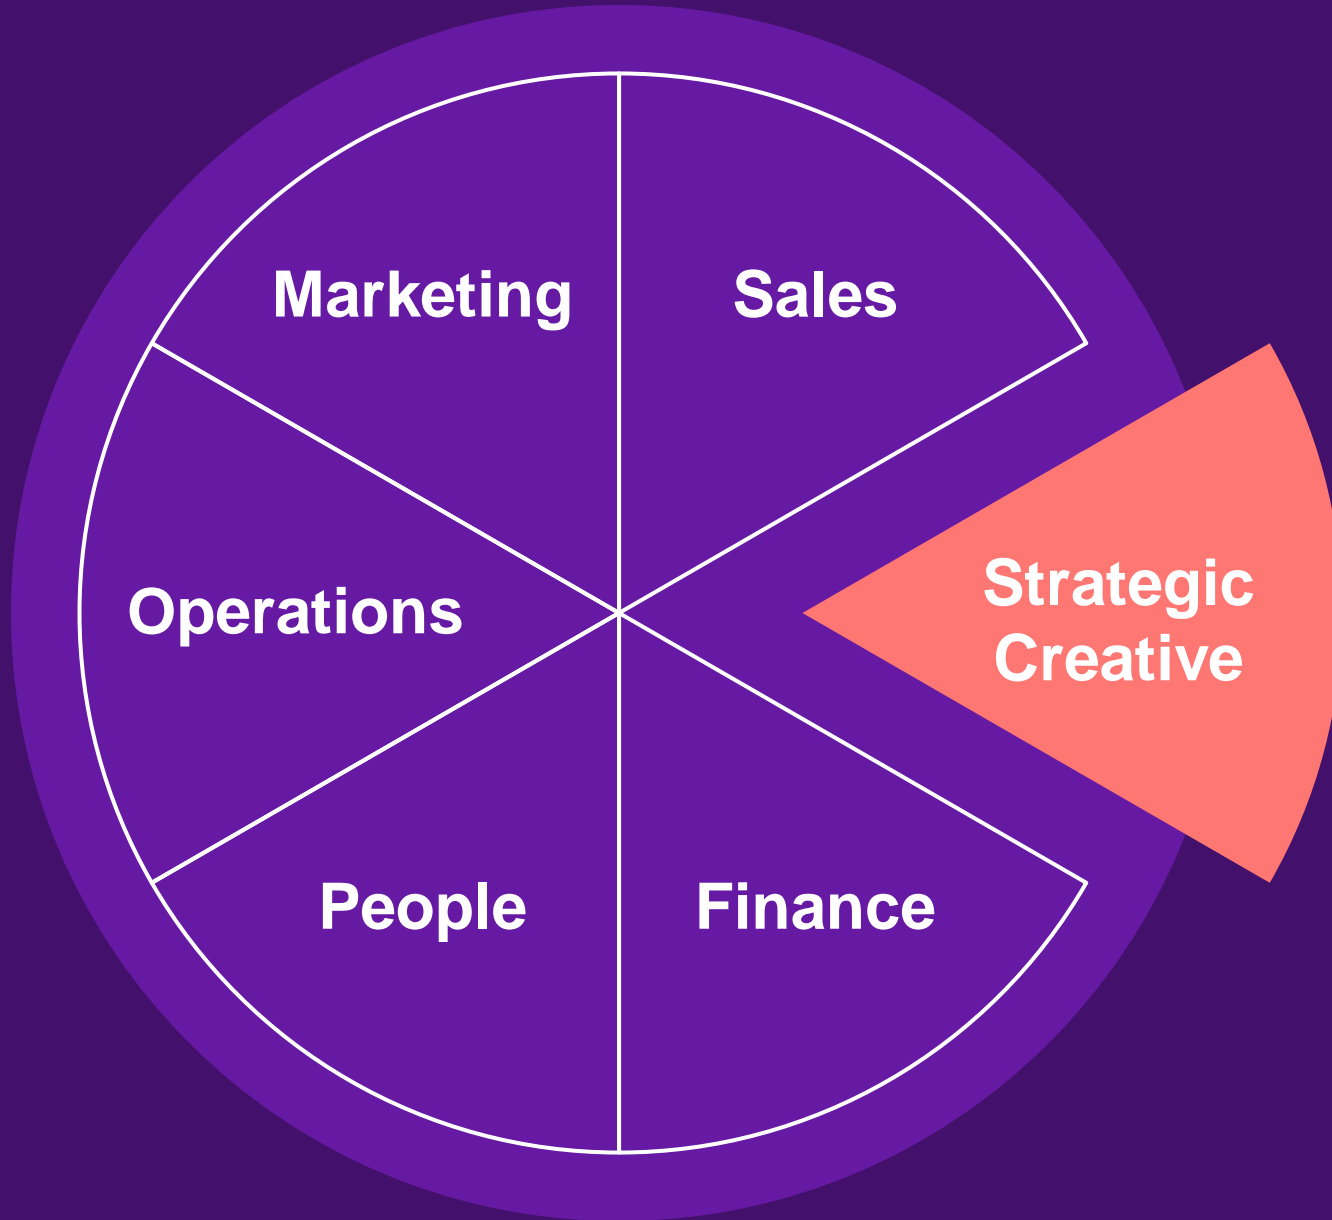 Marketing
Sales
Operations
Strategic
Creative
People
Finance